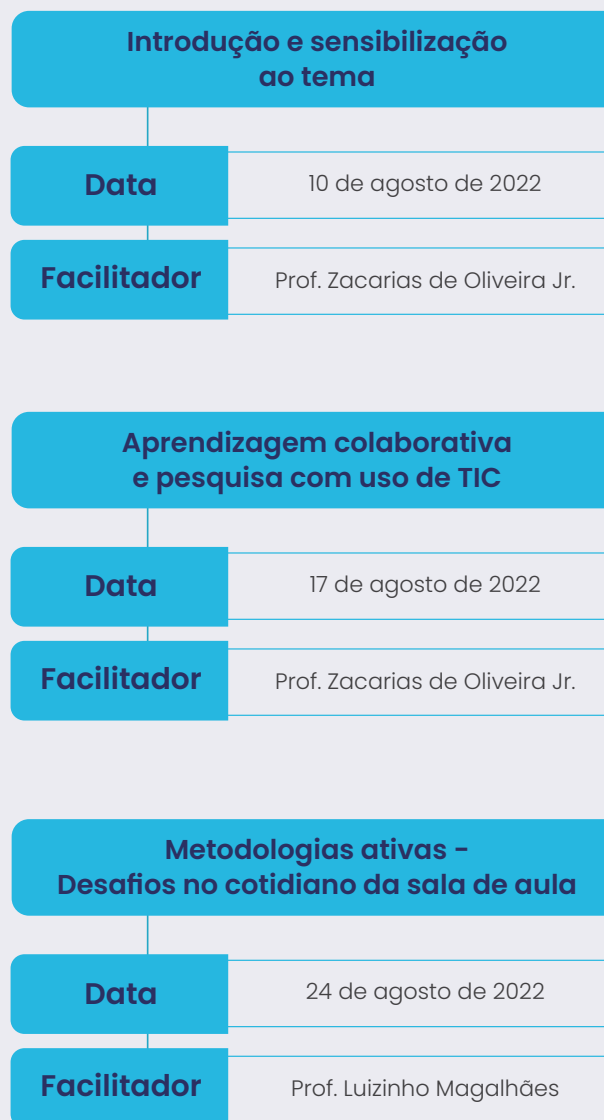 Introdução e sensibilização
ao tema
Data
10 de agosto de 2022
Facilitador
Prof. Zacarias de Oliveira Jr.
Aprendizagem colaborativa
e pesquisa com uso de TIC
Data
17 de agosto de 2022
Facilitador
Prof. Zacarias de Oliveira Jr.
Metodologias ativas -
Desafios no cotidiano da sala de aula
Data
24 de agosto de 2022
Facilitador
Prof. Luizinho Magalhães